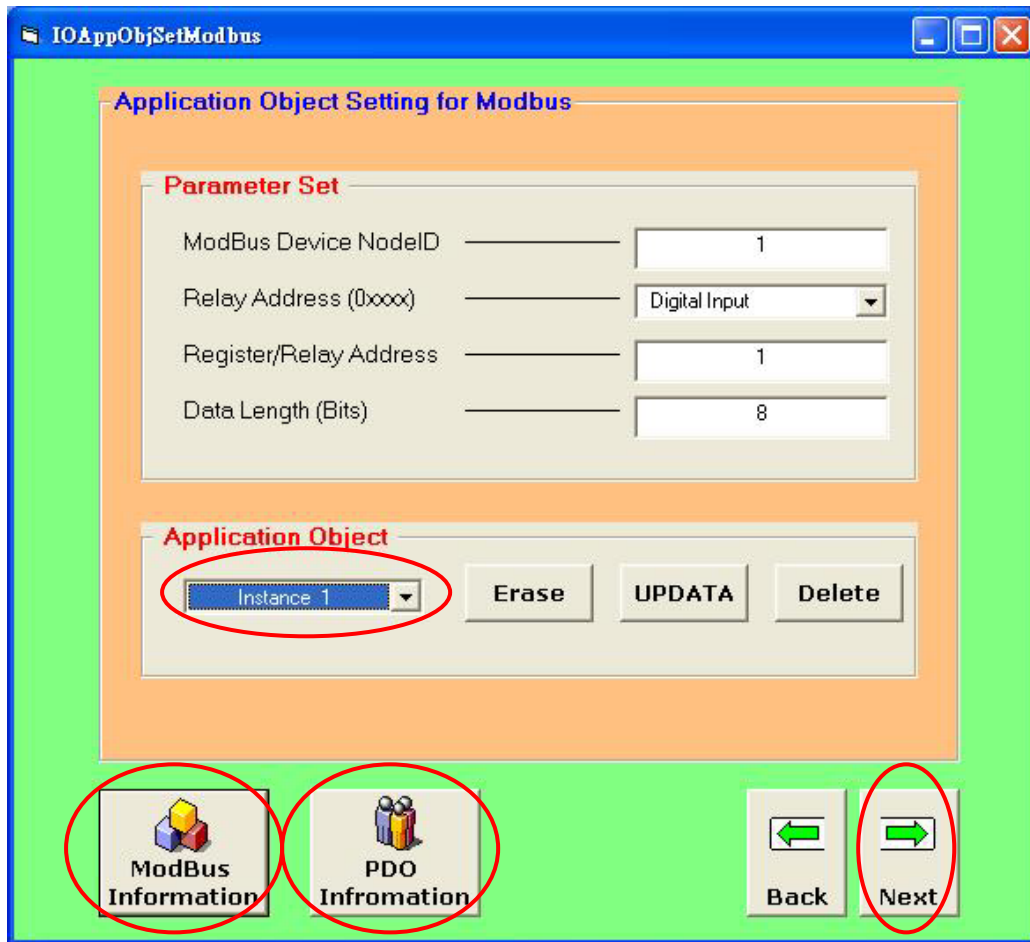 IOAppObjSetModbus
Application Object Setting for Modbus
Parameter Set
ModBus Device NodeID 1
Relay Address (0xxxx) Digital Input
Register/Relay Address 1
Data Length (Bits) 8
Application Object
Instance 1 Erase UPDATA Delete
ModBus
Information
PDO
Infromation
Back Next